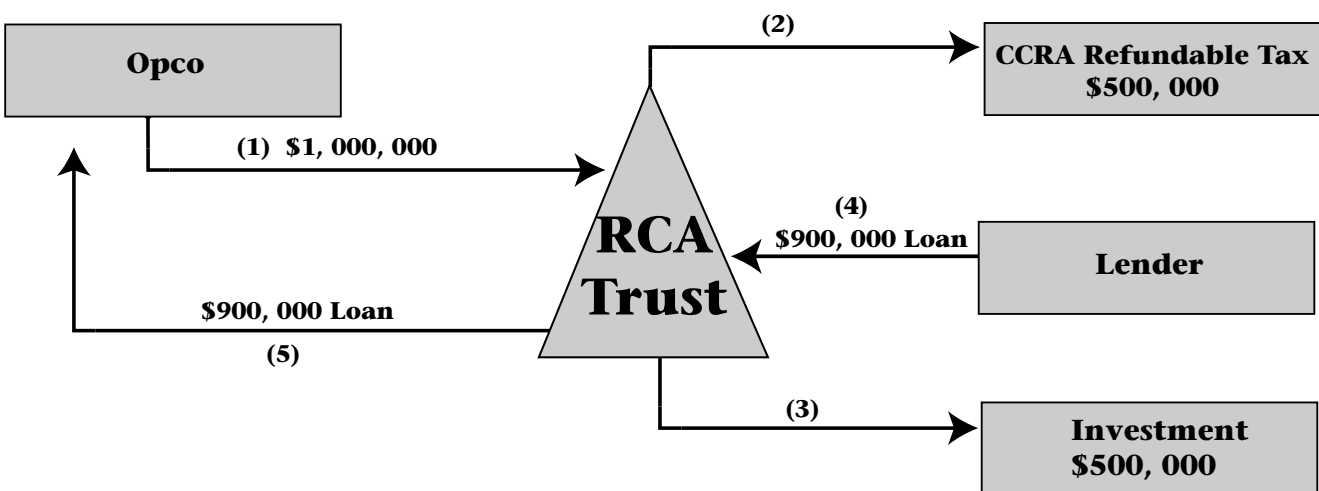 (2)
Opco
CCRA Refundable Tax
$500, 000
(1) $1, 000, 000
(4)
$900, 000 Loan
RCA
Trust
Lender
$900, 000 Loan
(5)
(3)
Investment
$500, 000